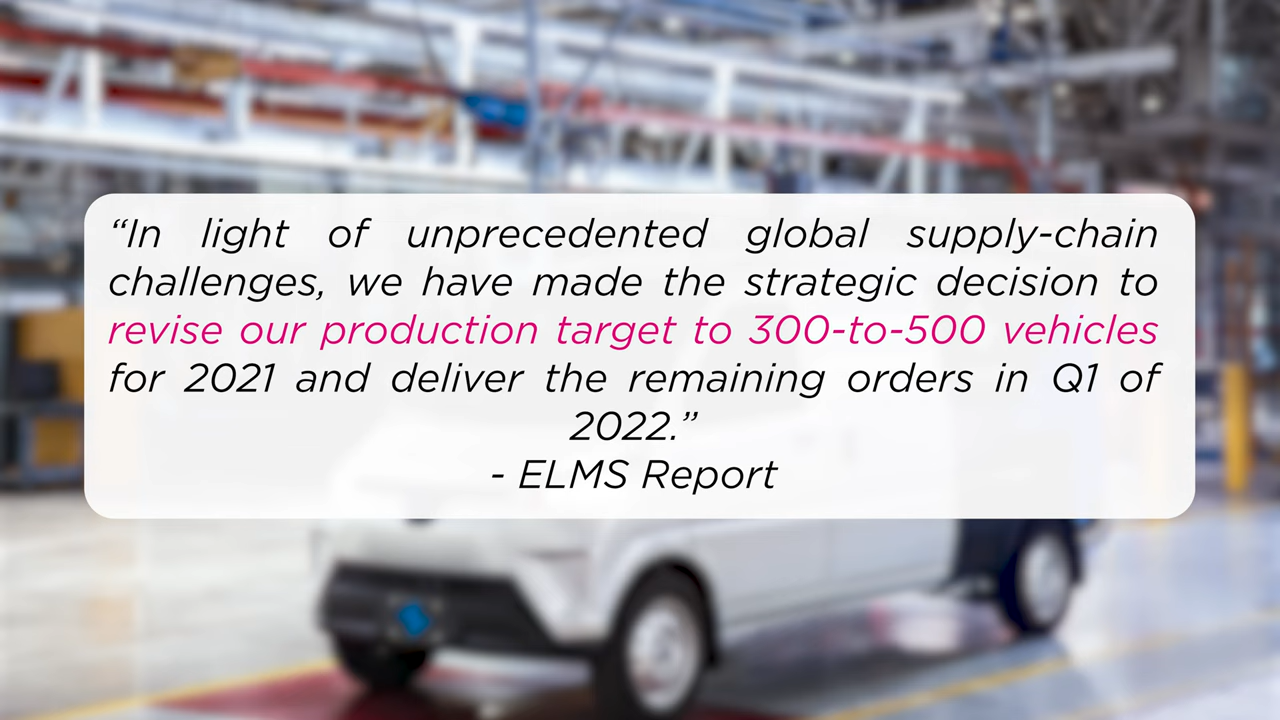 “In light of unprecedented global supply-chain
challenges, we have made the strategic decision to
revise our production target to 300-to-500 vehicles
for 2021 and deliver the remaining orders in Q1 of
2022.”
- ELMS Report